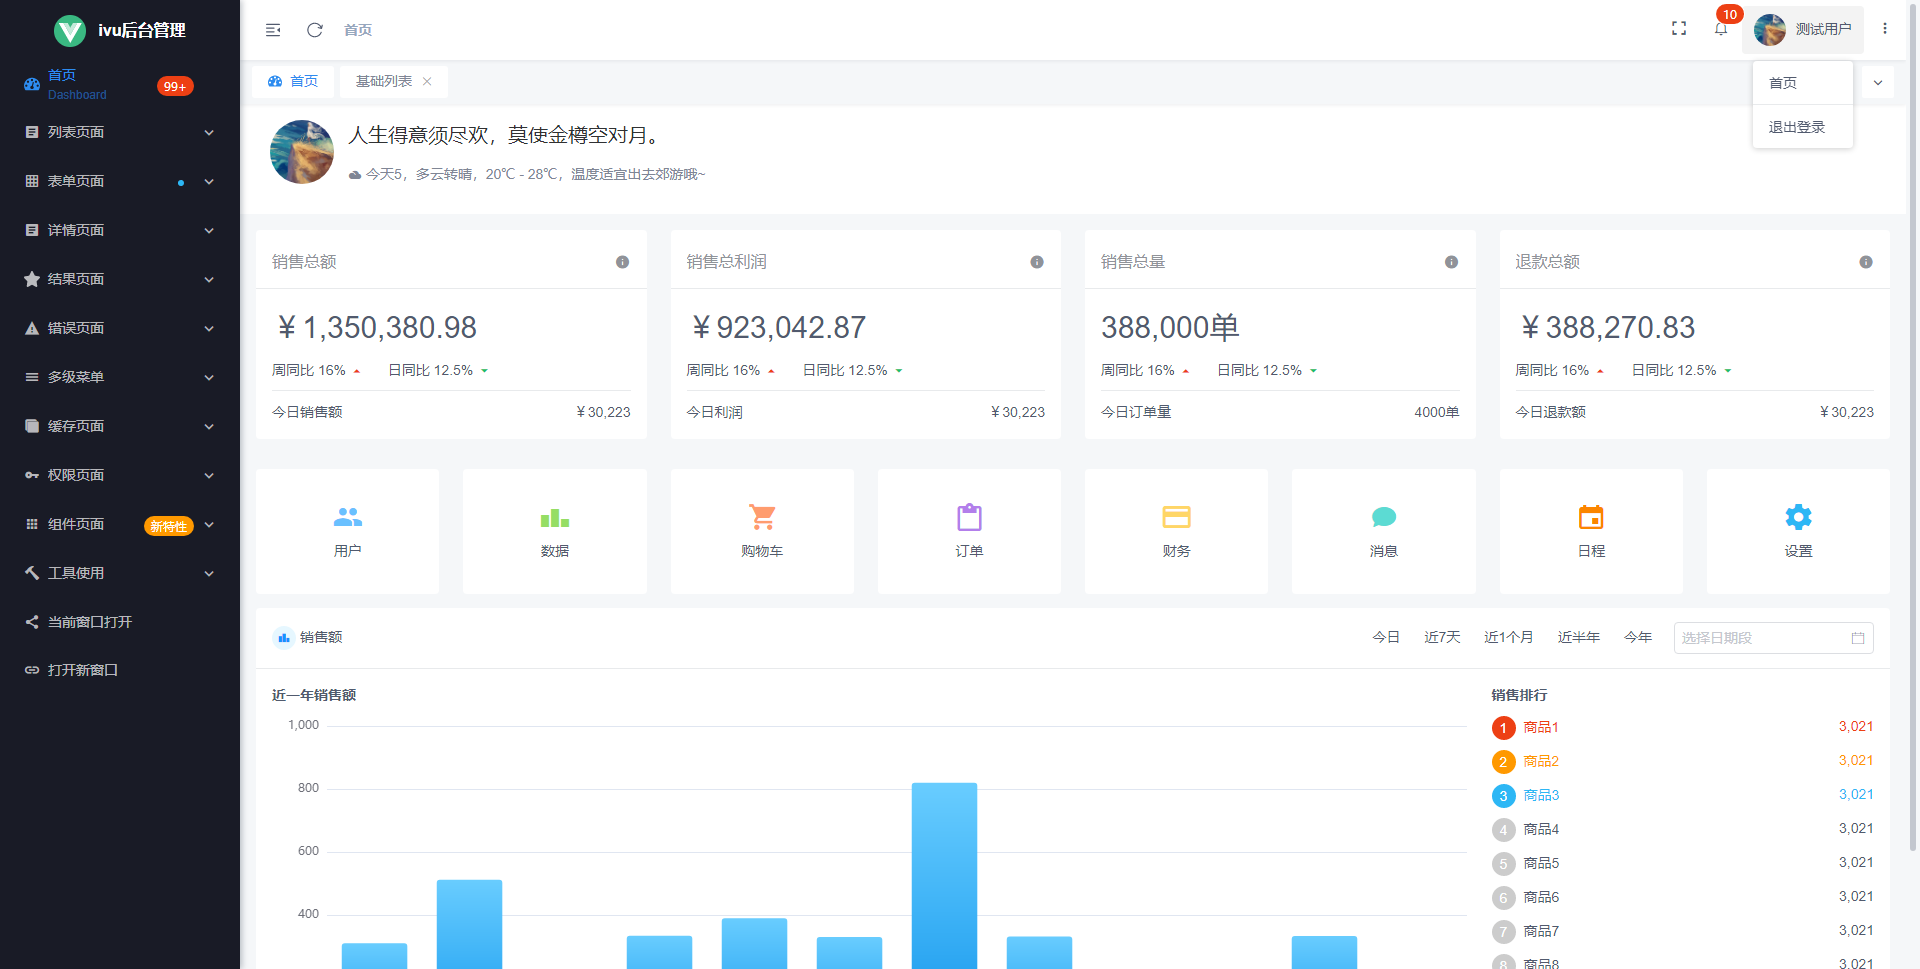 ivu后台管理
首页
Dashboard
99+
列表页面
表单页面
详情页面
结果页面
错误页面
多级菜单
缓存页面
权限页面
组件页面
新特性
工具使用
当前窗口打开
打开新窗口
首页
10
测试用户
首页
基础列表
首页
退出登录
人生得意须尽欢，莫使金樽空对月。
今天5，多云转晴，20℃ - 28℃，温度适宜出去郊游哦~
销售总额
¥ 1,350,380.98
周同比 16% 日同比 12.5%
今日销售额 ¥ 30,223
销售总利润
¥ 923,042.87
周同比 16% 日同比 12.5%
今日利润 ¥ 30,223
销售总量
388,000单
周同比 16% 日同比 12.5%
今日订单量 4000单
退款总额
¥ 388,270.83
周同比 16% 日同比 12.5%
今日退款额 ¥ 30,223
用户
数据
购物车
订单
财务
消息
日程
设置
销售额
今日 近7天 近1个月 近半年 今年 选择日期段
近一年销售额
1,000
800
600
400
销售排行
1 商品1 3,021
2 商品2 3,021
3 商品3 3,021
4 商品4 3,021
5 商品5 3,021
6 商品6 3,021
7 商品7 3,021
8 商品8 3,021